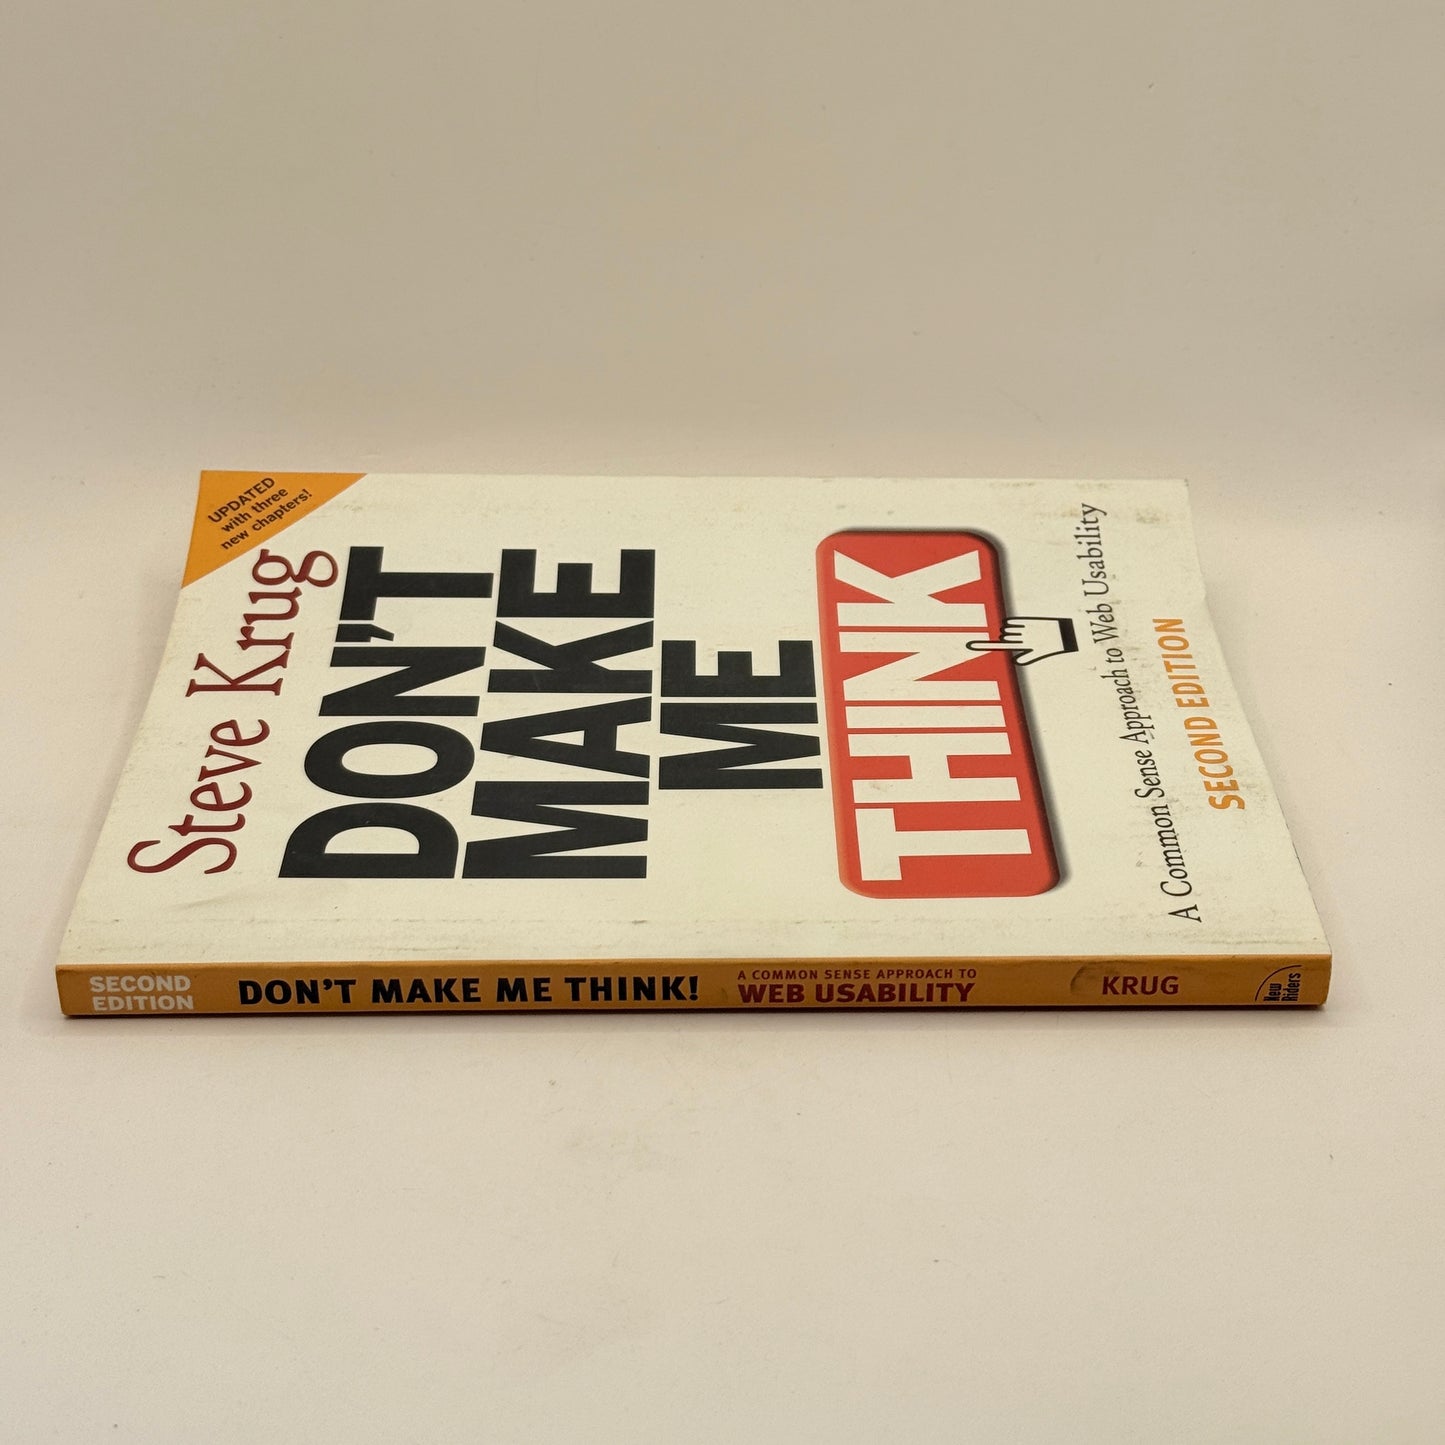 UPDATED
with three
new chapters!
Steve Krug
DON'T
MAKE
ME
THINK
A Common Sense Approach to Web Usability
SECOND EDITION
SECOND
EDITION
DON'T MAKE ME THINK!
A COMMON SENSE APPROACH TO
WEB USABILITY
KRUG
New
Riders